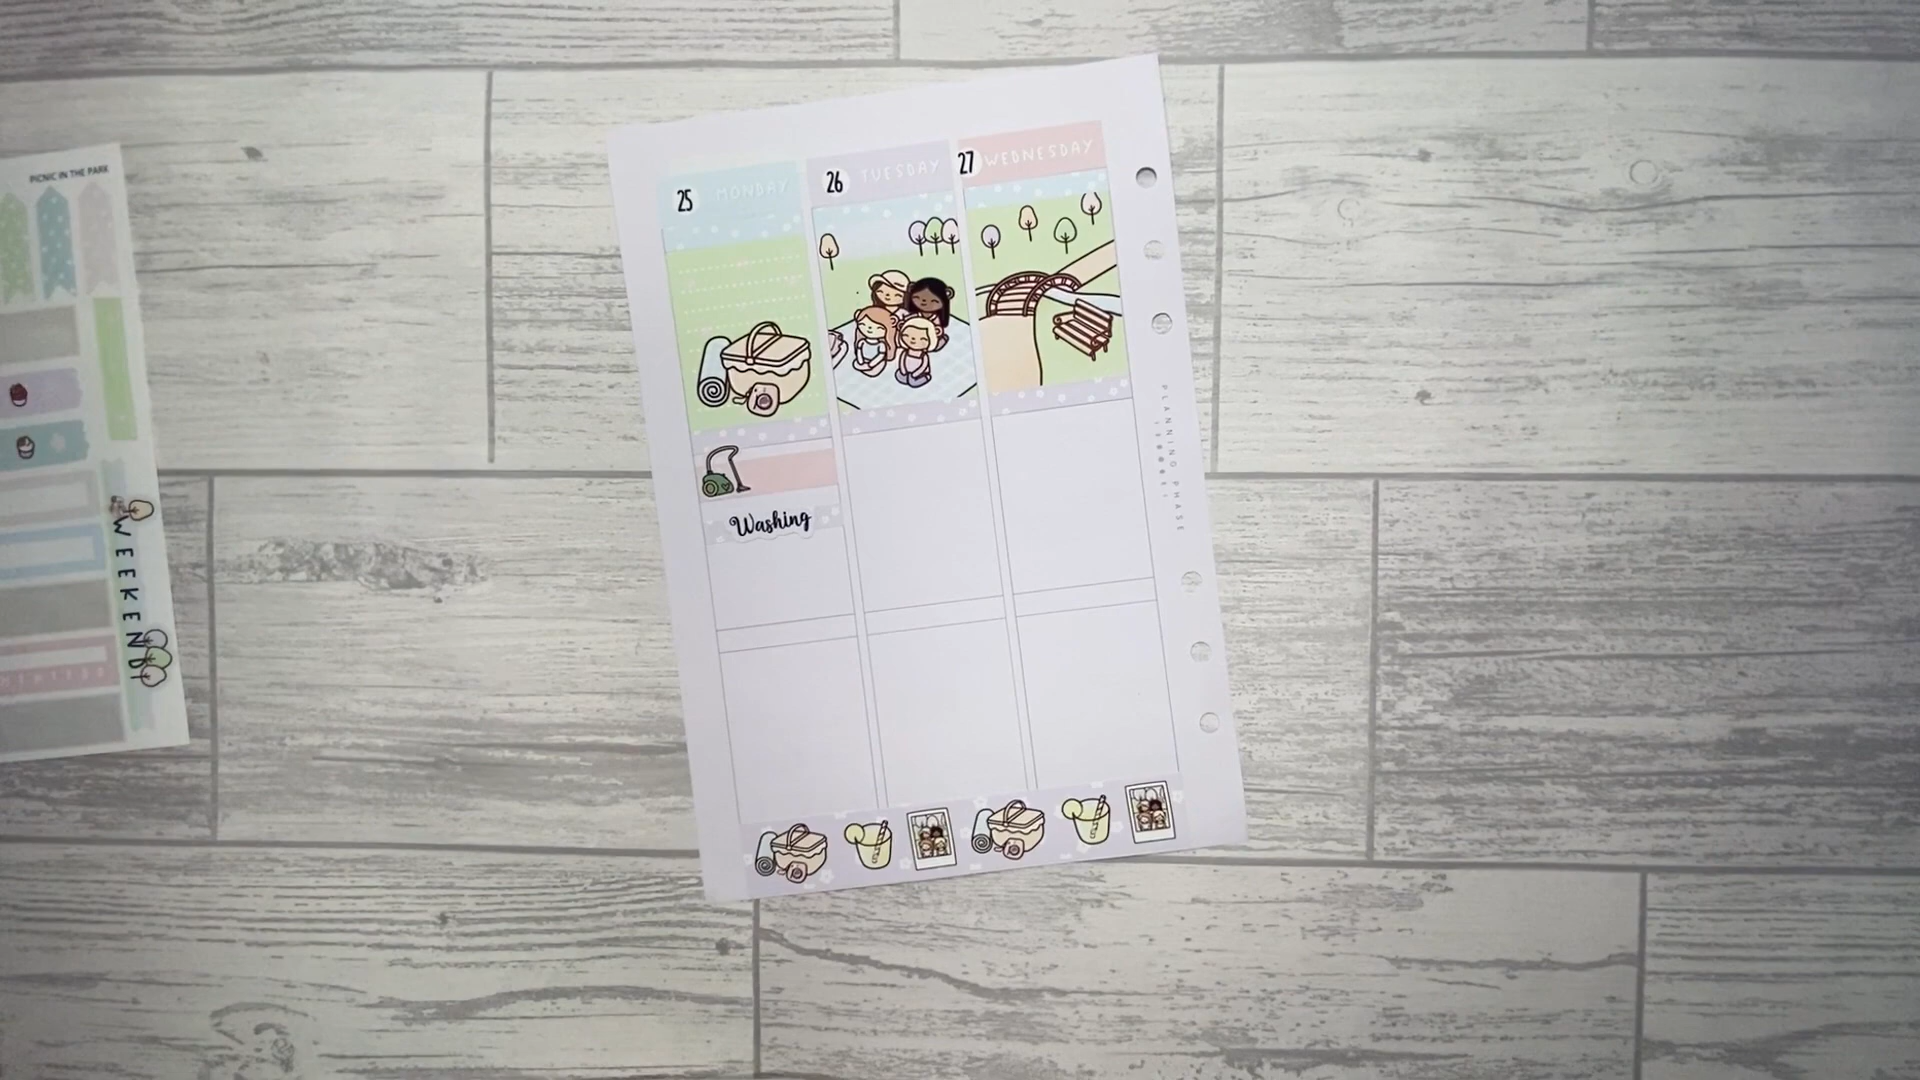 PICNIC IN THE PARK
WEEKEND!
25 MONDAY
26 TUESDAY
27 WEDNESDAY
Washing
PLANNING PHASE